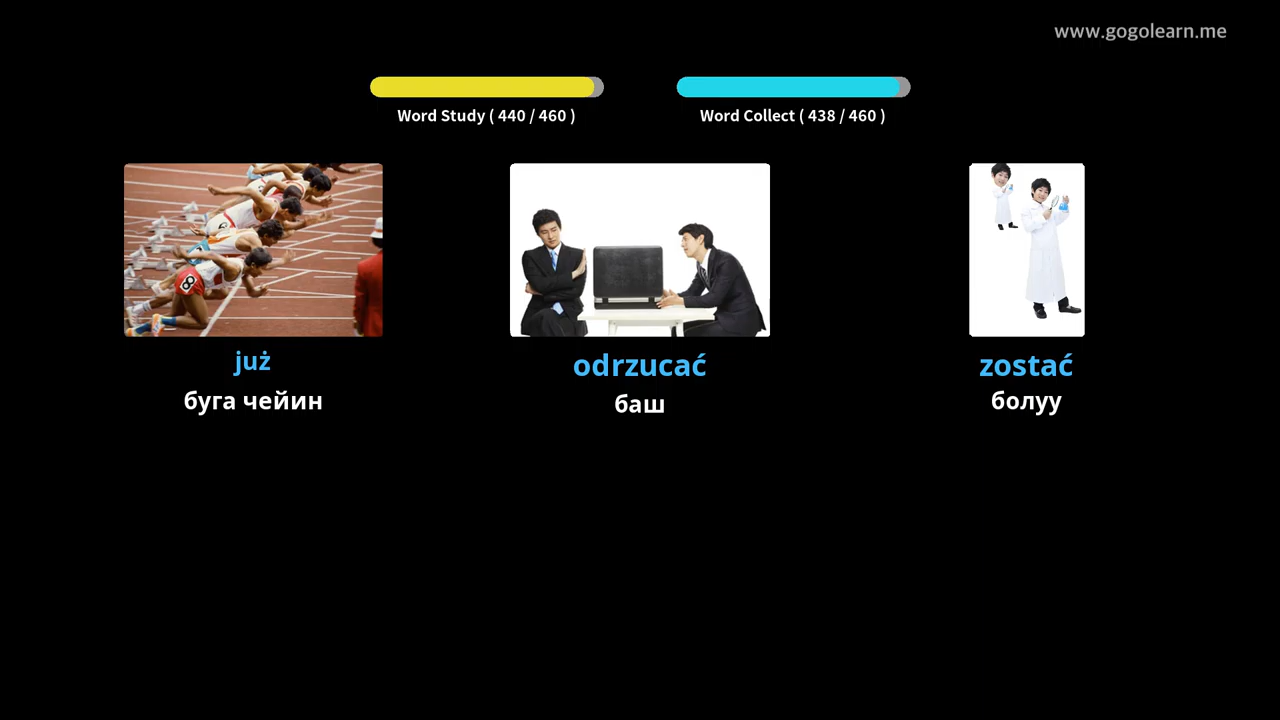 www.gogolearn.me
Word Study ( 440 / 460 )
Word Collect ( 438 / 460 )
już
буга чейин
odrzucać
баш
zostać
болуу